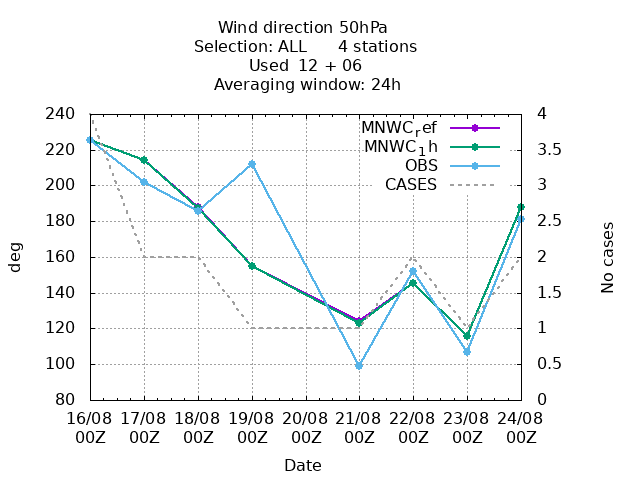 Wind direction 50hPa
Selection: ALL 4 stations
Used 12 + 06
Averaging window: 24h
MNWC_ref
MNWC_1h
OBS
CASES
240
220
200
180
160
140
120
100
80
4
3.5
3
2.5
2
1.5
1
0.5
0
deg
No cases
16/08 17/08 18/08 19/08 20/08 21/08 22/08 23/08 24/08
00Z 00Z 00Z 00Z 00Z 00Z 00Z 00Z 00Z
Date